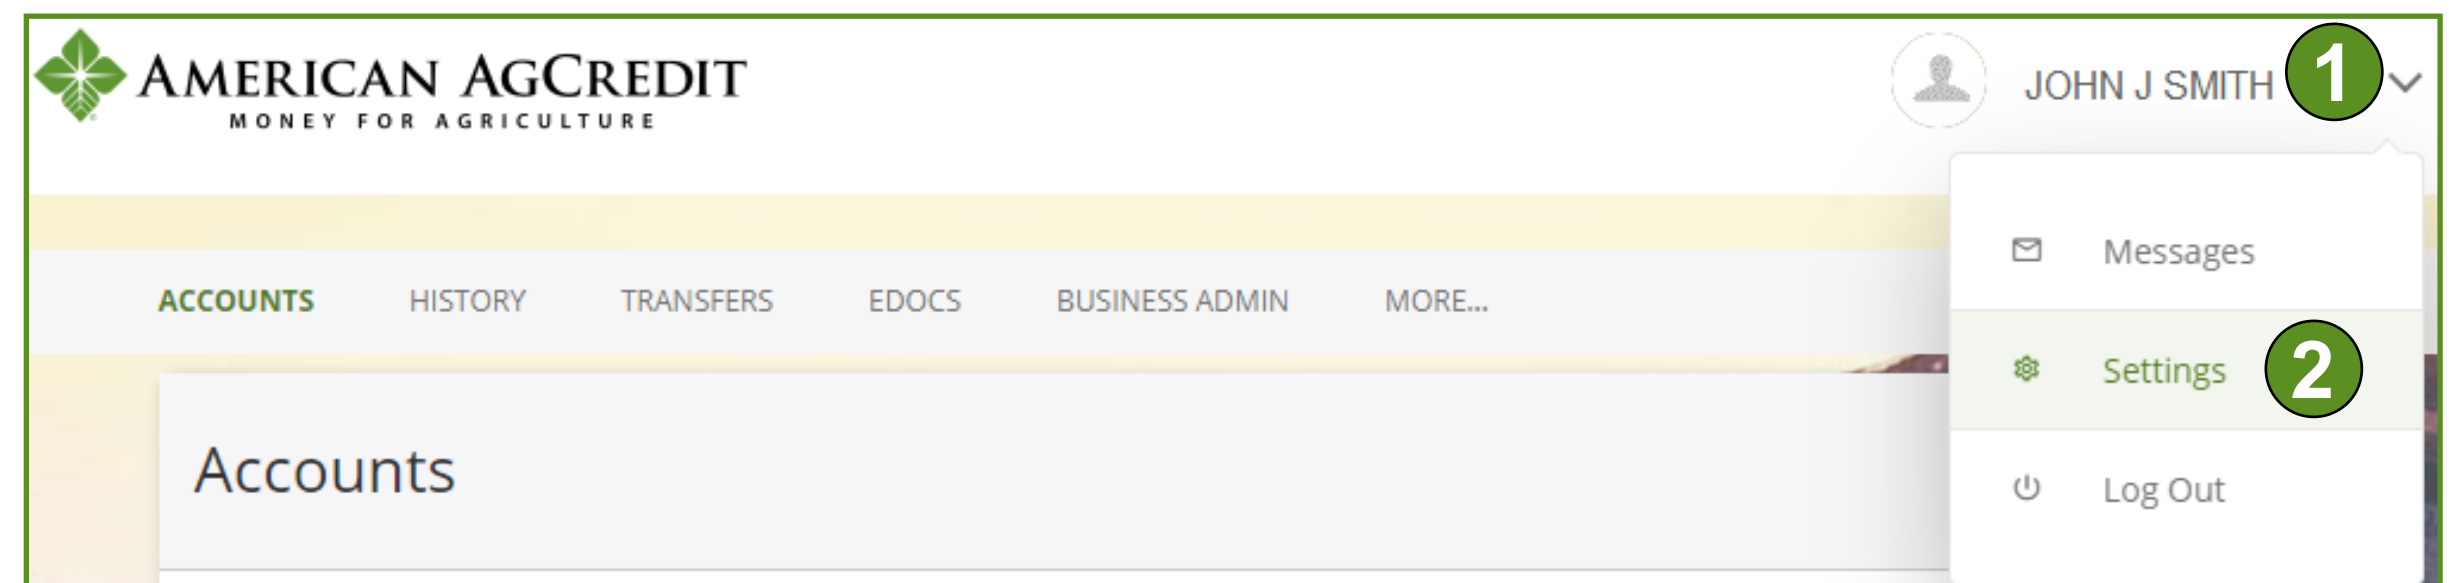 AMERICAN AGCREDIT
MONEY FOR AGRICULTURE
JOHN J SMITH 1
Messages
ACCOUNTS HISTORY TRANSFERS EDOCS BUSINESS ADMIN MORE...
Settings 2
Accounts
Log Out